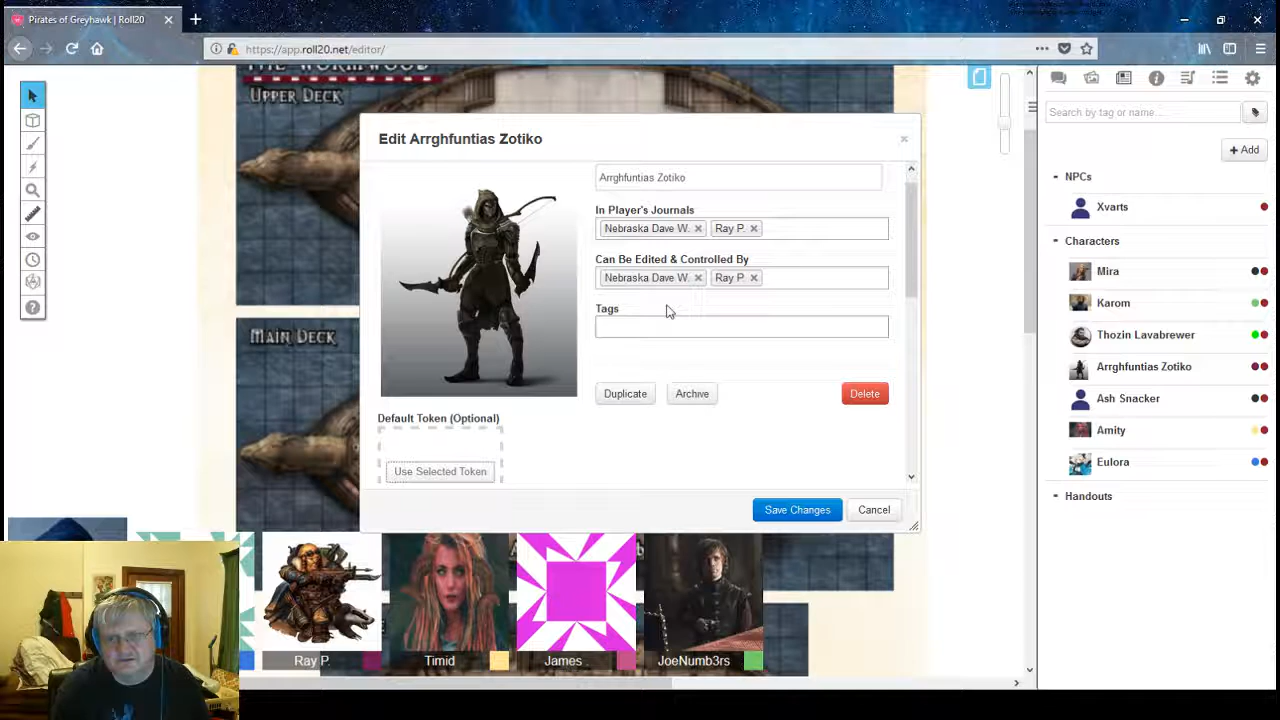 Pirates of Greyhawk | Roll20
https://app.roll20.net/editor/
THE WORMWOOD
UPPER DECK
MAIN DECK
Edit Arrghfuntias Zotiko
Arrghfuntias Zotiko
In Player's Journals
Nebraska Dave W. Ray P.
Can Be Edited & Controlled By
Nebraska Dave W. Ray P.
Tags
Duplicate Archive Delete
Default Token (Optional)
Use Selected Token
Save Changes Cancel
Search by tag or name...
+ Add
NPCs
Xvarts
Characters
Mira
Karom
Thozin Lavabrewer
Arrghfuntias Zotiko
Ash Snacker
Amity
Eulora
Handouts
Ray P. Timid James JoeNumb3rs